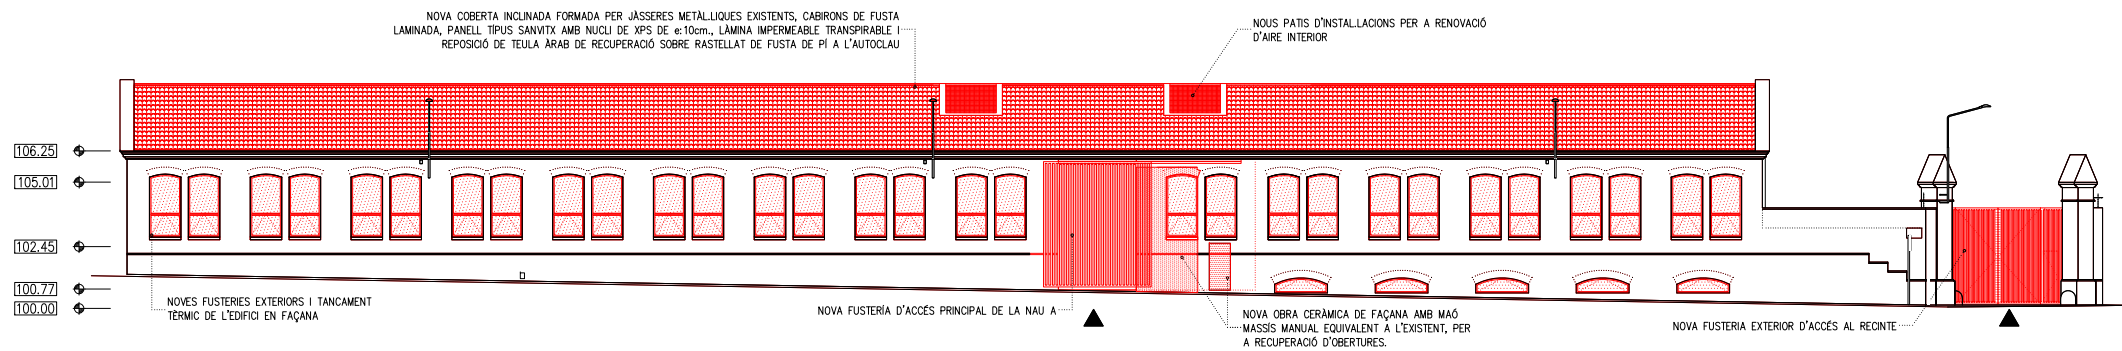 NOVA COBERTA INCLINADA FORMADA PER JÀSSERES METÀL.LIQUES EXISTENTS, CABIRONS DE FUSTA
LAMINADA, PANELL TÍPUS SANVITX AMB NUCLI DE XPS DE e:10cm., LÀMINA IMPERMEABLE TRANSPIRABLE I
REPOSICIÓ DE TEULA ÀRAB DE RECUPERACIÓ SOBRE RASTELLAT DE FUSTA DE PÍ A L'AUTOCLAU
NOUS PATIS D'INSTAL.LACIONS PER A RENOVACIÓ
D'AIRE INTERIOR
106.25
105.01
102.45
100.77
100.00
NOVES FUSTERIES EXTERIORS I TANCAMENT
TÈRMIC DE L'EDIFICI EN FAÇANA
NOVA FUSTERÍA D'ACCÉS PRINCIPAL DE LA NAU A
NOVA OBRA CERÀMICA DE FAÇANA AMB MAÓ
MASSÍS MANUAL EQUIVALENT A L'EXISTENT, PER
A RECUPERACIÓ D'OBERTURES.
NOVA FUSTERIA EXTERIOR D'ACCÉS AL RECINTE